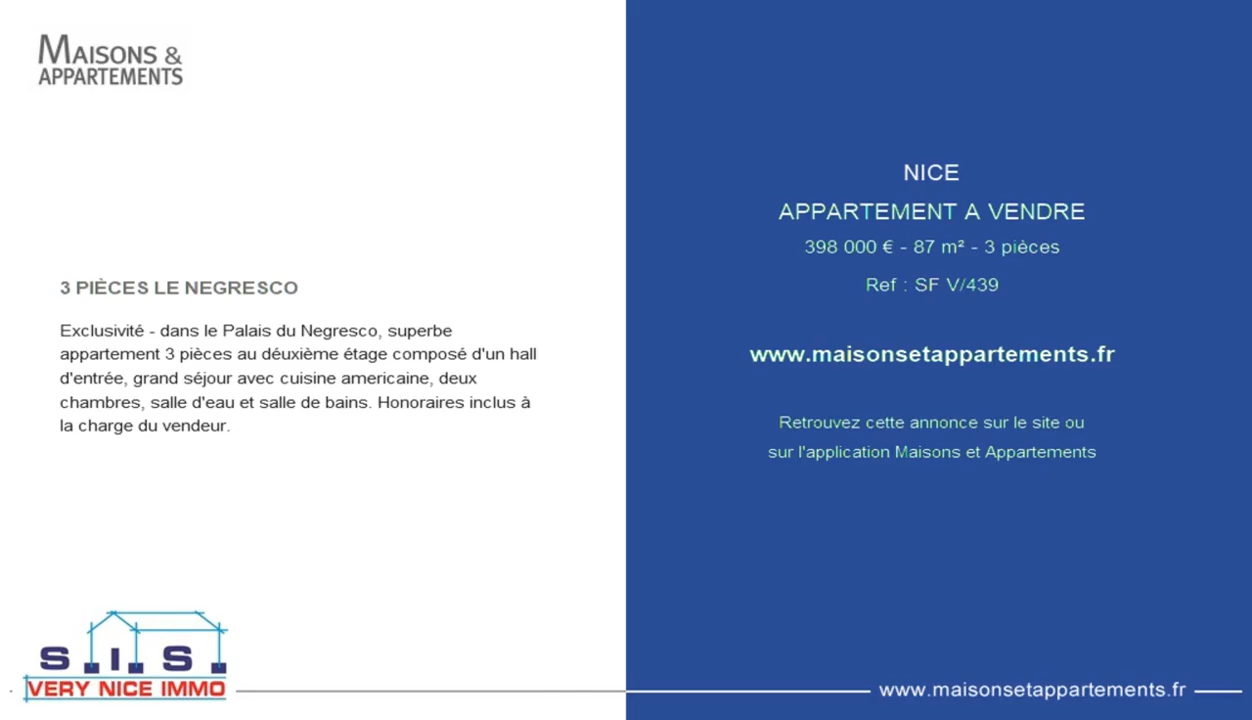 MAISONS &
APPARTEMENTS
3 PIÈCES LE NEGRESCO
Exclusivité - dans le Palais du Negresco, superbe
appartement 3 pièces au déuxième étage composé d'un hall
d'entrée, grand séjour avec cuisine americaine, deux
chambres, salle d'eau et salle de bains. Honoraires inclus à
la charge du vendeur.
S.I.S.
VERY NICE IMMO
NICE
APPARTEMENT A VENDRE
398 000 € - 87 m² - 3 pièces
Ref : SF V/439
www.maisonsetappartements.fr
Retrouvez cette annonce sur le site ou
sur l'application Maisons et Appartements
www.maisonsetappartements.fr